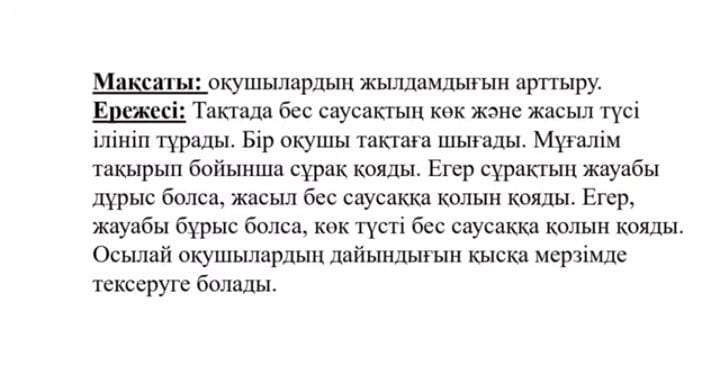 Мақсаты: оқушылардың жылдамдығын арттыру.
Ережесі: Тақтада бес саусақтың көк және жасыл түсі
ілініп тұрады. Бір оқушы тақтаға шығады. Мұғалім
тақырып бойынша сұрақ қояды. Егер сұрақтың жауабы
дұрыс болса, жасыл бес саусаққа қолын қояды. Егер,
жауабы бұрыс болса, көк түсті бес саусаққа қолын қояды.
Осылай оқушылардың дайындығын қысқа мерзімде
тексеруге болады.